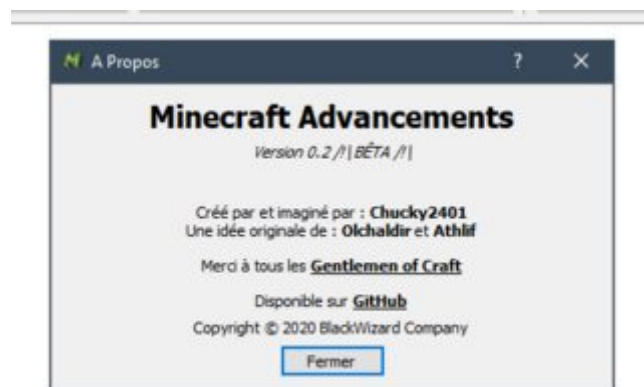 A Propos
Minecraft Advancements
Version 0.2 /!\ BÊTA /!\
Créé par et imaginé par : Chucky2401
Une idée originale de : Olchaldir et Athlif
Merci à tous les Gentlemen of Craft
Disponible sur GitHub
Copyright © 2020 BlackWizard Company
Fermer